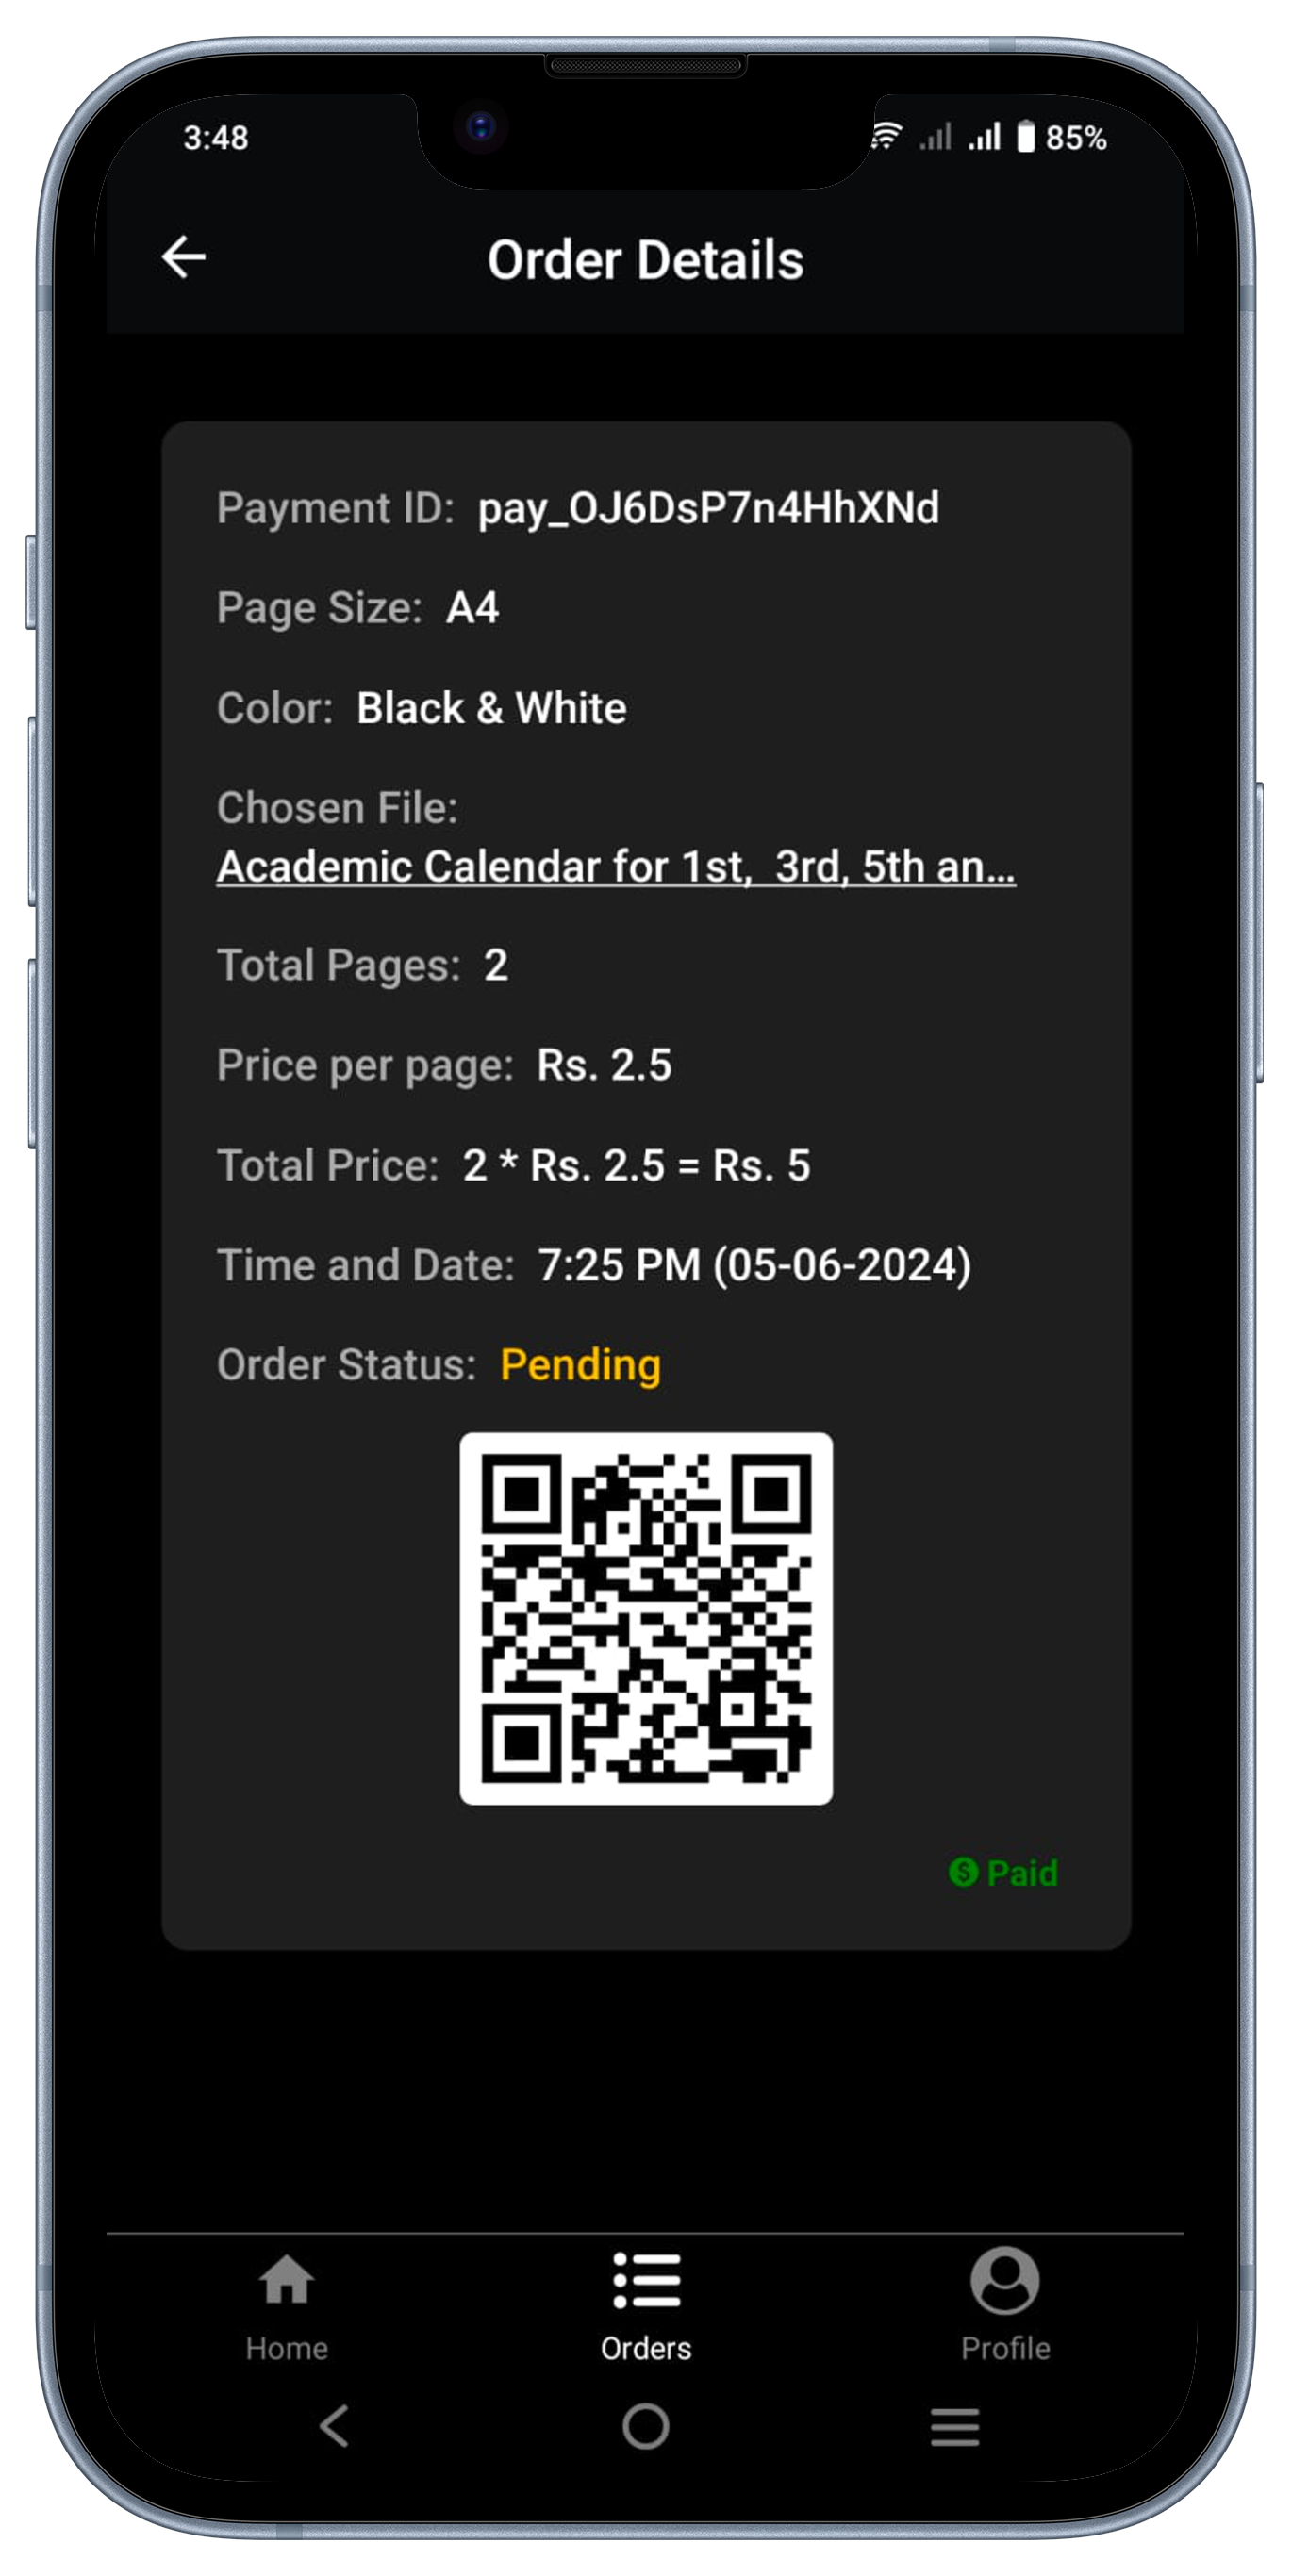 3:48
85%
Order Details
Payment ID: pay_OJ6DsP7n4HhXNd
Page Size: A4
Color: Black & White
Chosen File:
Academic Calendar for 1st,  3rd, 5th an...
Total Pages: 2
Price per page: Rs. 2.5
Total Price: 2 * Rs. 2.5 = Rs. 5
Time and Date: 7:25 PM (05-06-2024)
Order Status: Pending
Paid
Home
Orders
Profile